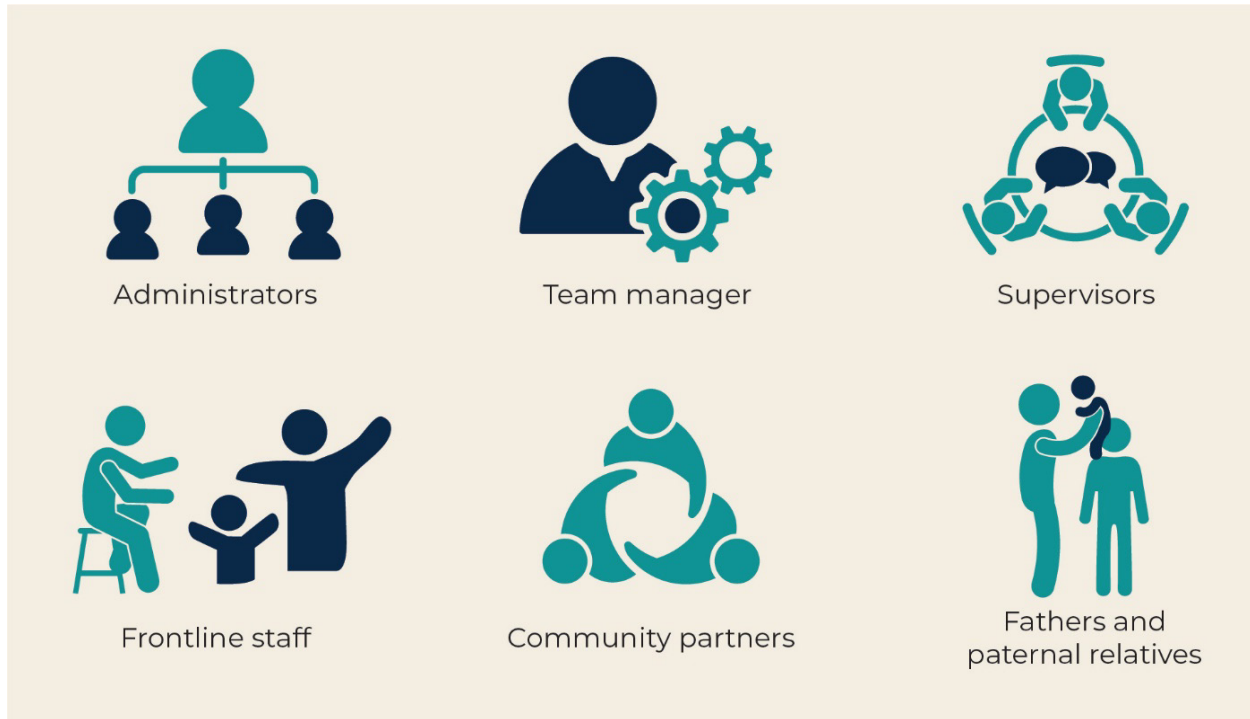 Administrators
Team manager
Supervisors
Frontline staff
Community partners
Fathers and
paternal relatives